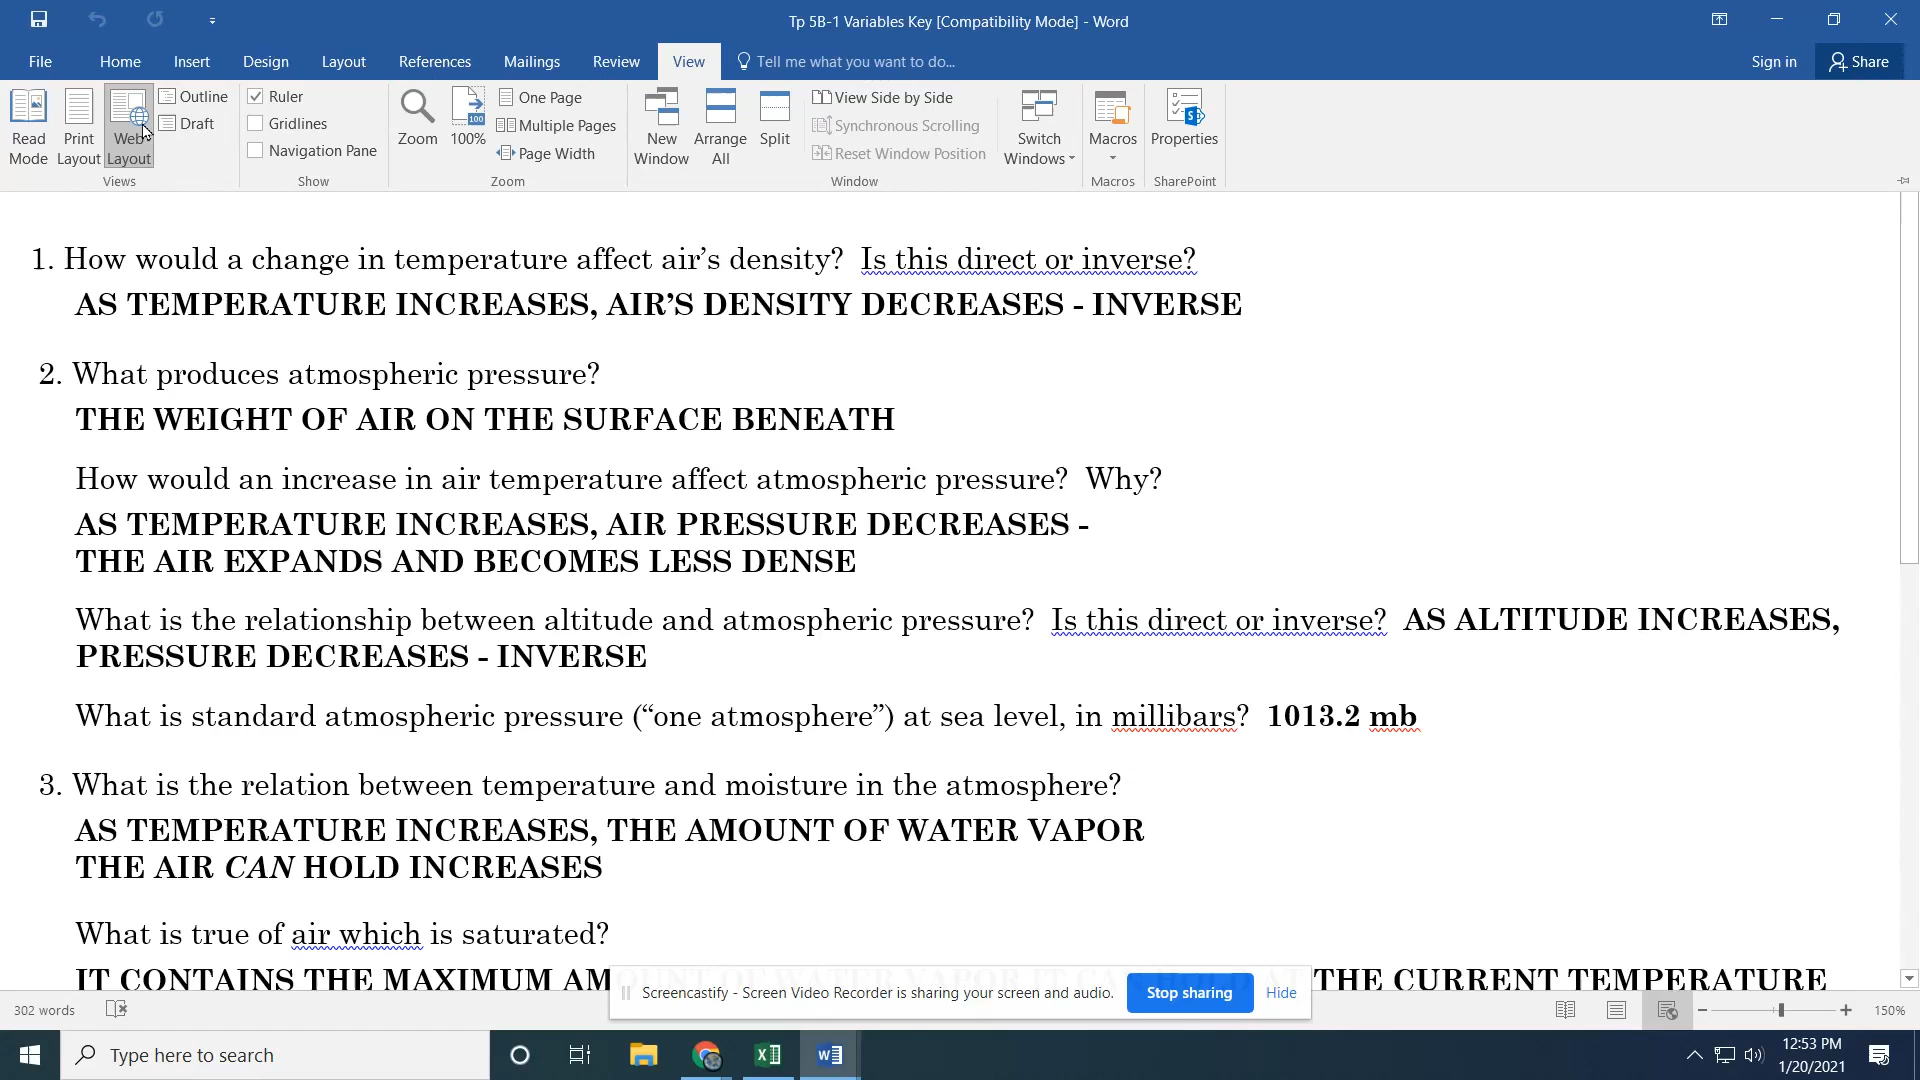 Tp 5B-1 Variables Key [Compatibility Mode] - Word
File Home Insert Design Layout References Mailings Review View Tell me what you want to do... Sign in Share
Read Mode
Print Layout
Web Layout
Outline
Draft
Views
Ruler
Gridlines
Navigation Pane
Show
Zoom
100
100%
One Page
Multiple Pages
Page Width
Zoom
New Window
Arrange All
Split
View Side by Side
Synchronous Scrolling
Reset Window Position
Window
Switch Windows
Macros
Macros
Properties
SharePoint
1. How would a change in temperature affect air’s density?  Is this direct or inverse?
AS TEMPERATURE INCREASES, AIR’S DENSITY DECREASES - INVERSE
2. What produces atmospheric pressure?
THE WEIGHT OF AIR ON THE SURFACE BENEATH
How would an increase in air temperature affect atmospheric pressure?  Why?
AS TEMPERATURE INCREASES, AIR PRESSURE DECREASES -
THE AIR EXPANDS AND BECOMES LESS DENSE
What is the relationship between altitude and atmospheric pressure?  Is this direct or inverse?  AS ALTITUDE INCREASES,
PRESSURE DECREASES - INVERSE
What is standard atmospheric pressure (“one atmosphere”) at sea level, in millibars?  1013.2 mb
3. What is the relation between temperature and moisture in the atmosphere?
AS TEMPERATURE INCREASES, THE AMOUNT OF WATER VAPOR
THE AIR CAN HOLD INCREASES
What is true of air which is saturated?
IT CONTAINS THE MAXIMUM AMOUNT OF WATER VAPOR IT CAN HOLD AT THE CURRENT TEMPERATURE
Screencastify - Screen Video Recorder is sharing your screen and audio. Stop sharing Hide
302 words
150%
Type here to search
12:53 PM
1/20/2021